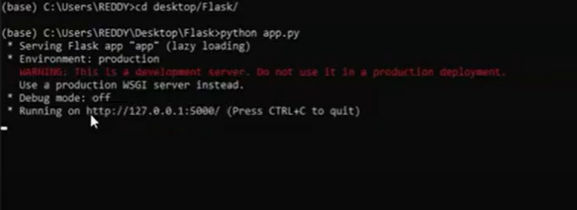 (base) C:\Users\REDDY>cd desktop/Flask/
(base) C:\Users\REDDY\Desktop\Flask>python app.py
* Serving Flask app "app" (lazy loading)
* Environment: production
WARNING: This is a development server. Do not use it in a production deployment.
Use a production WSGI server instead.
* Debug mode: off
* Running on http://127.0.0.1:5000/ (Press CTRL+C to quit)